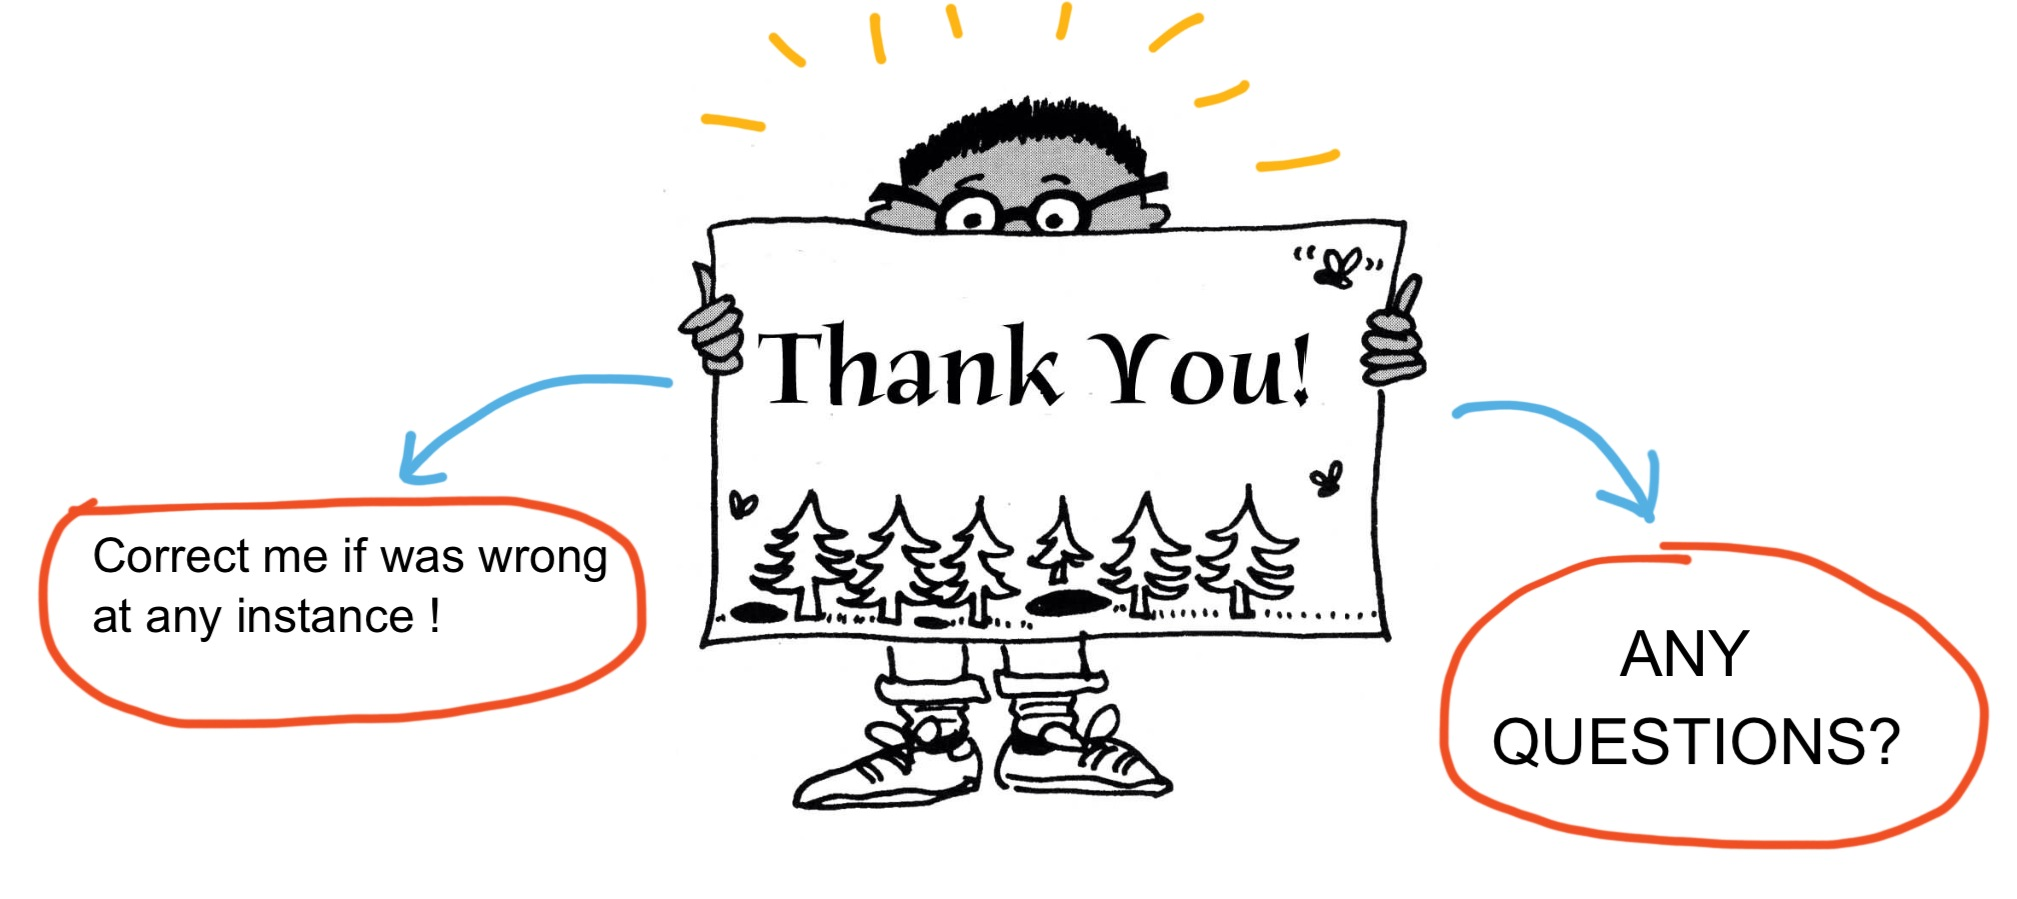 Thank You!
Correct me if was wrong
at any instance !
ANY
QUESTIONS?